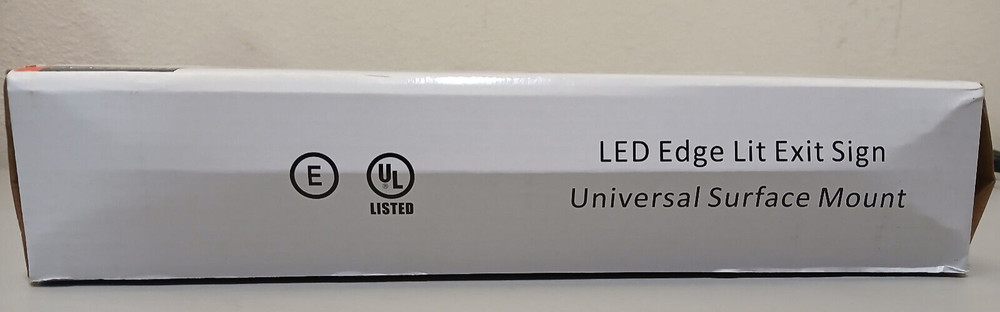 E
UL
®
LISTED
LED Edge Lit Exit Sign
Universal Surface Mount